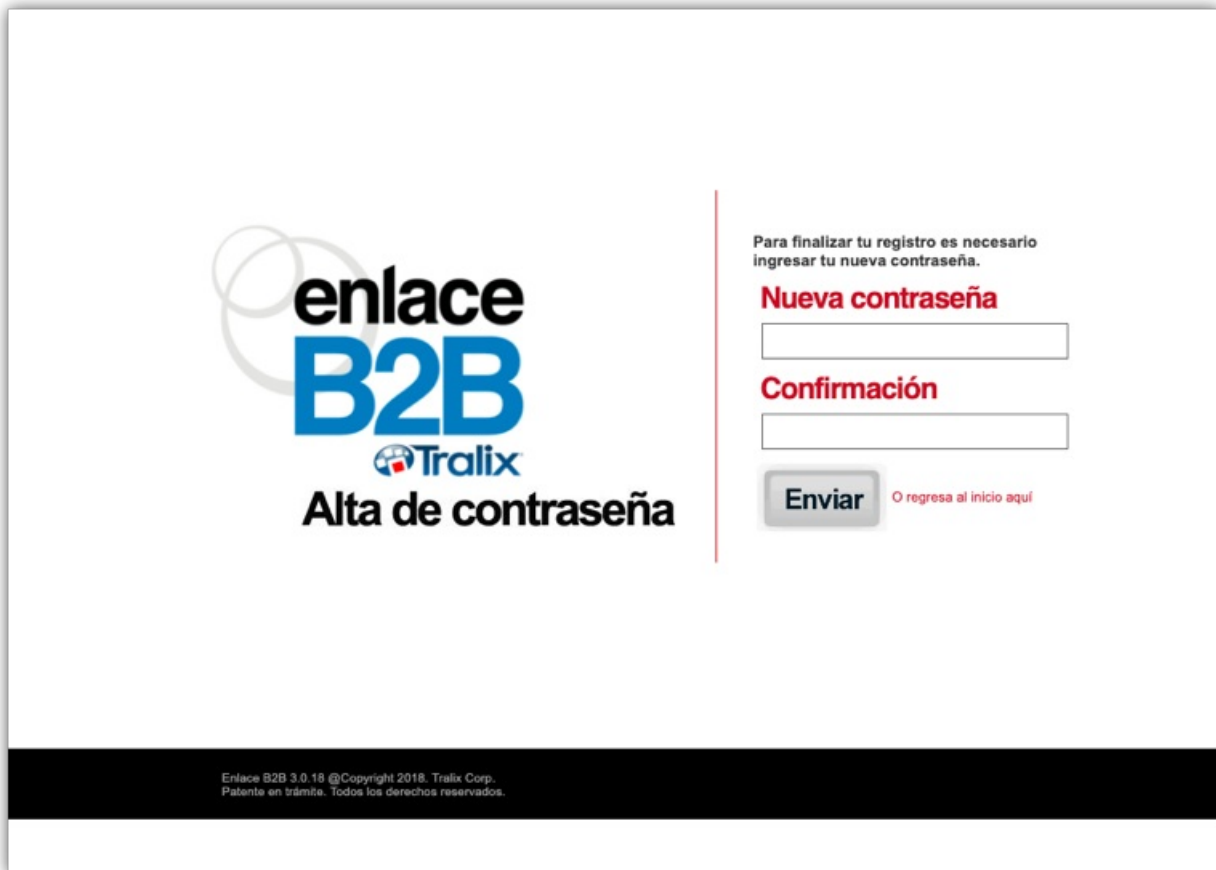 enlace
B2B
Tralix
Alta de contraseña
Para finalizar tu registro es necesario
ingresar tu nueva contraseña.
Nueva contraseña
Confirmación
Enviar
O regresa al inicio aquí
Enlace B2B 3.0.18 @Copyright 2018. Tralix Corp.
Patente en trámite. Todos los derechos reservados.